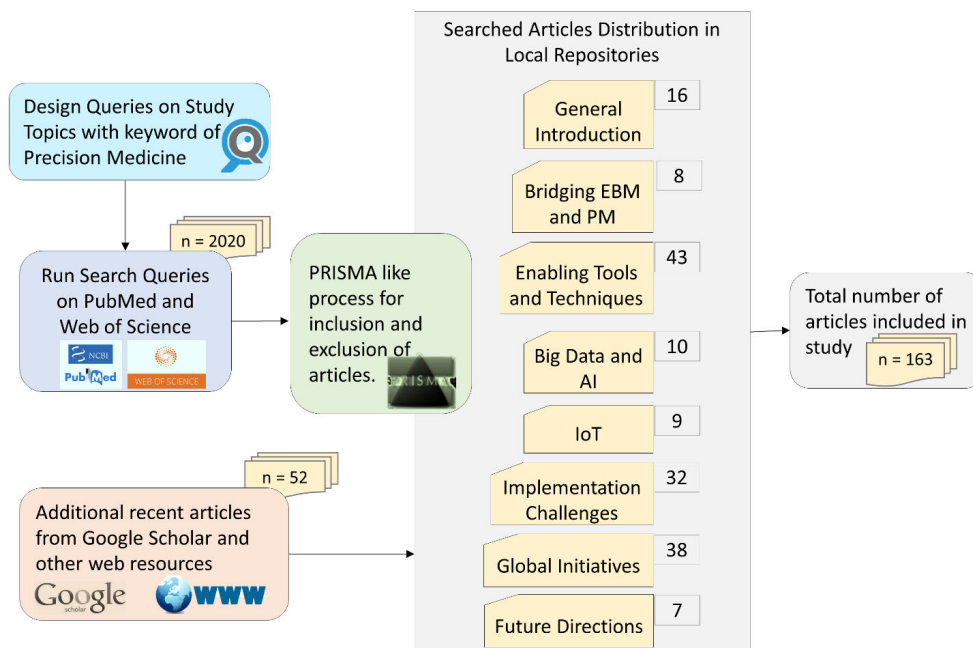 Design Queries on Study
Topics with keyword of
Precision Medicine
n = 2020
Run Search Queries
on PubMed and
Web of Science
NCBI
PubMed
WEB OF SCIENCE
PRISMA like
process for
inclusion and
exclusion of
articles.
PRISMA
n = 52
Additional recent articles
from Google Scholar and
other web resources
Google
scholar
WWW
Searched Articles Distribution in
Local Repositories
General
Introduction
16
Bridging EBM
and PM
8
Enabling Tools
and Techniques
43
Big Data and
AI
10
IoT
9
Implementation
Challenges
32
Global Initiatives
38
Future Directions
7
Total number of
articles included in
study
n = 163